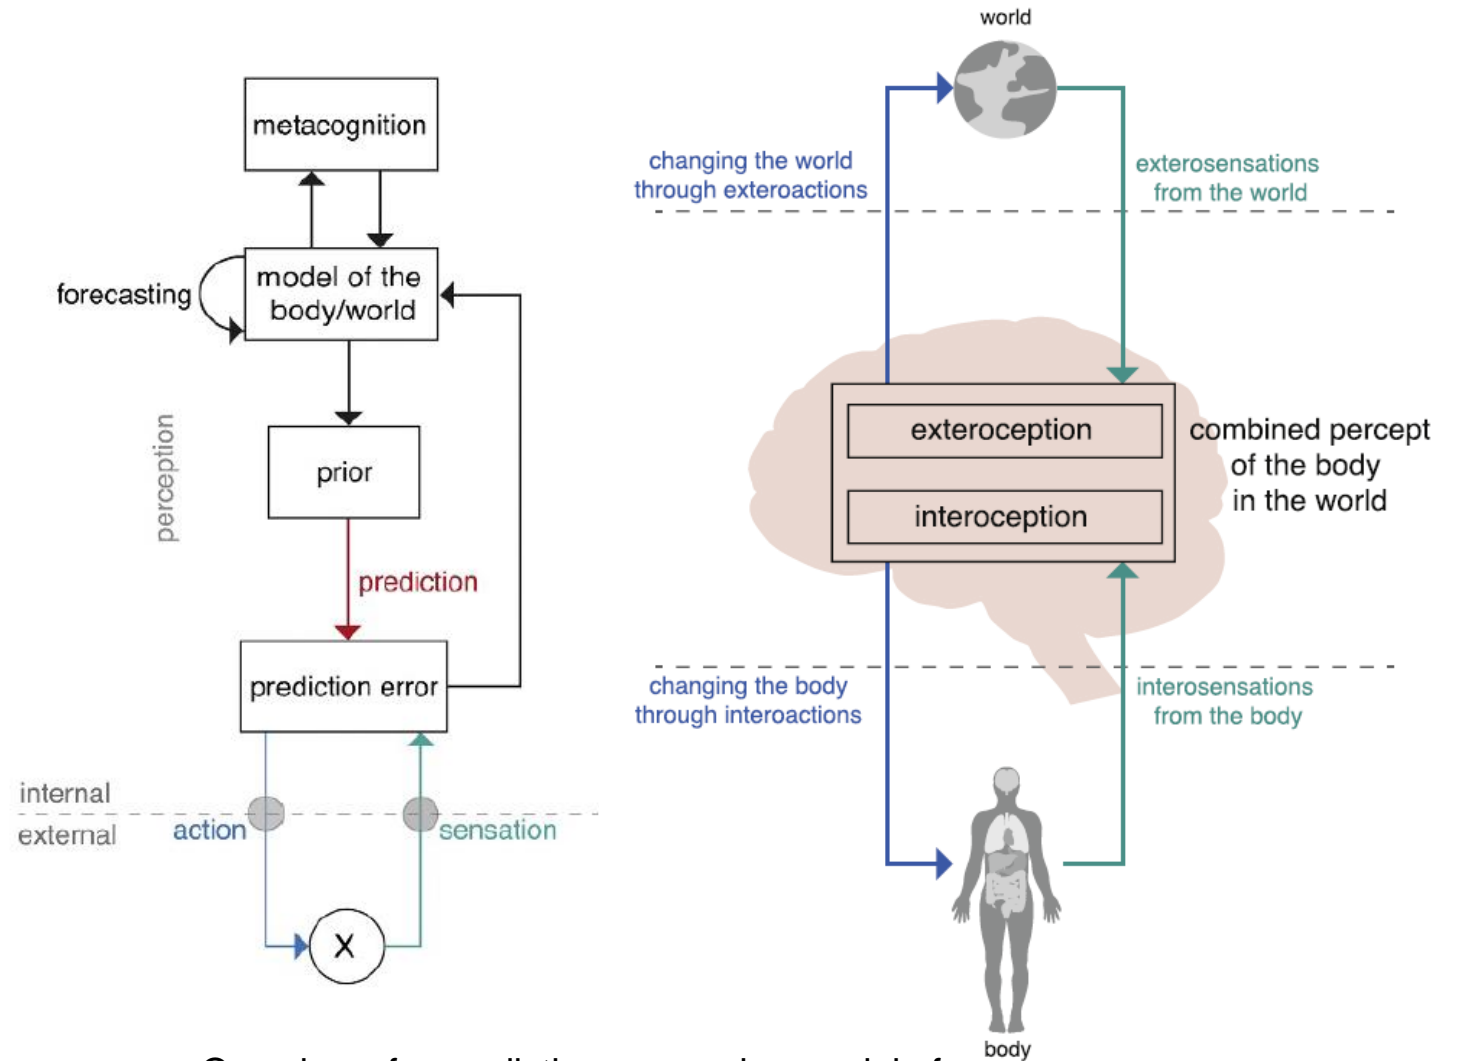 metacognition
forecasting
model of the
body/world
perception
prior
prediction
prediction error
internal
external
action
sensation
X
world
changing the world
through exteroactions
exterosensations
from the world
exteroception
interoception
combined percept
of the body
in the world
changing the body
through interoactions
interosensations
from the body
body